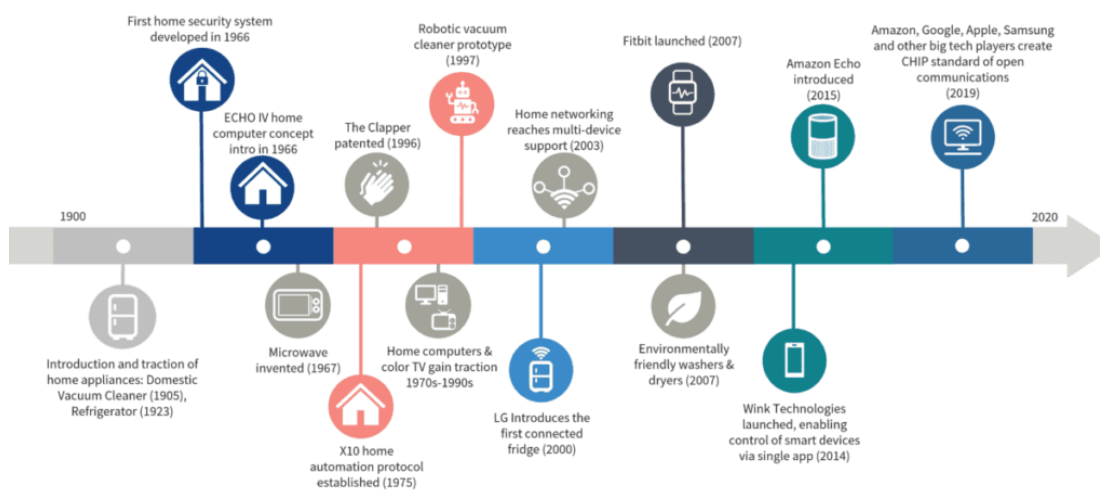 First home security system
developed in 1966
ECHO IV home
computer concept
intro in 1966
The Clapper
patented (1996)
Robotic vacuum
cleaner prototype
(1997)
Home networking
reaches multi-device
support (2003)
Fitbit launched (2007)
Amazon Echo
introduced
(2015)
Amazon, Google, Apple, Samsung
and other big tech players create
CHIP standard of open
communications
(2019)
1900
2020
Introduction and traction of
home appliances: Domestic
Vacuum Cleaner (1905),
Refrigerator (1923)
Microwave
invented (1967)
X10 home
automation protocol
established (1975)
Home computers &
color TV gain traction
1970s-1990s
LG Introduces the
first connected
fridge (2000)
Environmentally
friendly washers &
dryers (2007)
Wink Technologies
launched, enabling
control of smart devices
via single app (2014)